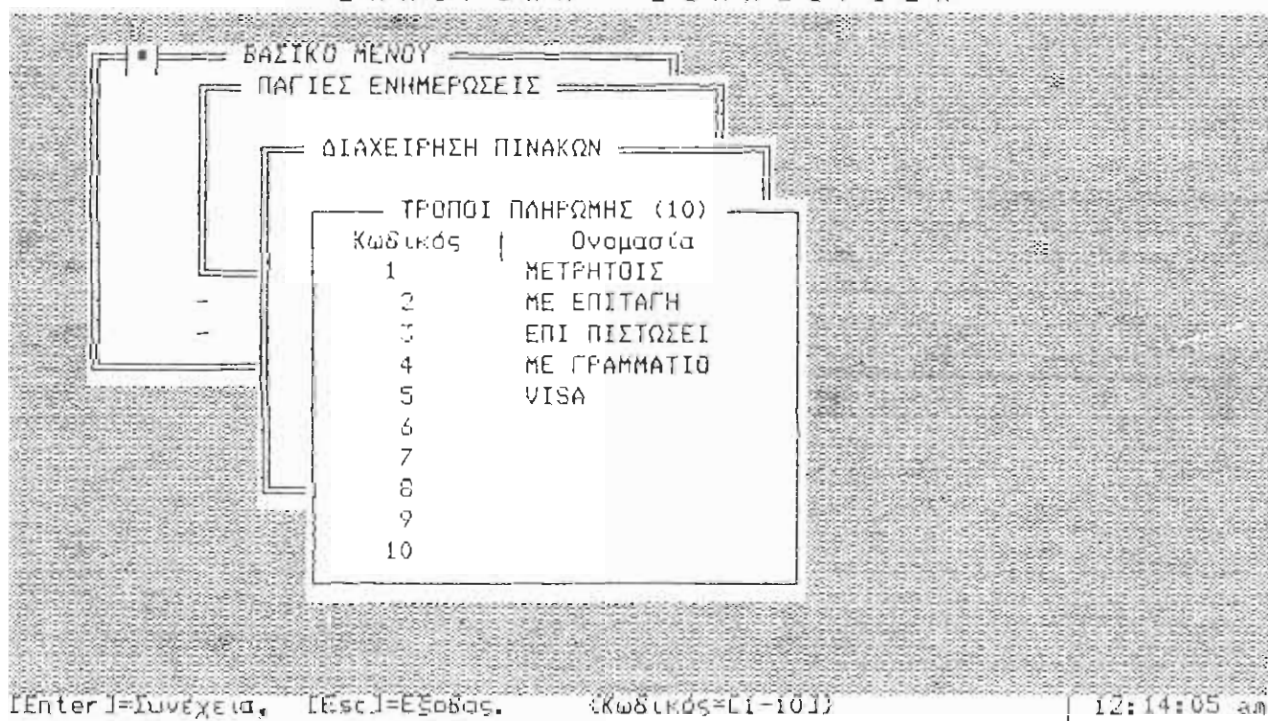 ΒΑΣΙΚΟ ΜΕΝΟΥ
ΠΑΓΙΕΣ ΕΝΗΜΕΡΩΣΕΙΣ
ΔΙΑΧΕΙΡΗΣΗ ΠΙΝΑΚΩΝ
ΤΡΟΠΟΙ ΠΛΗΡΩΜΗΣ (10)
Κωδικός | Ονομασία
1 ΜΕΤΡΗΤΟΙΣ
2 ΜΕ ΕΠΙΤΑΓΗ
3 ΕΠΙ ΠΙΣΤΩΣΕΙ
4 ΜΕ ΓΡΑΜΜΑΤΙΟ
5 VISA
6
7
8
9
10
[Enter]=Συνέχεια, [Esc]=Εξοδος. (Κωδικός=[1-10]) 12:14:05 am